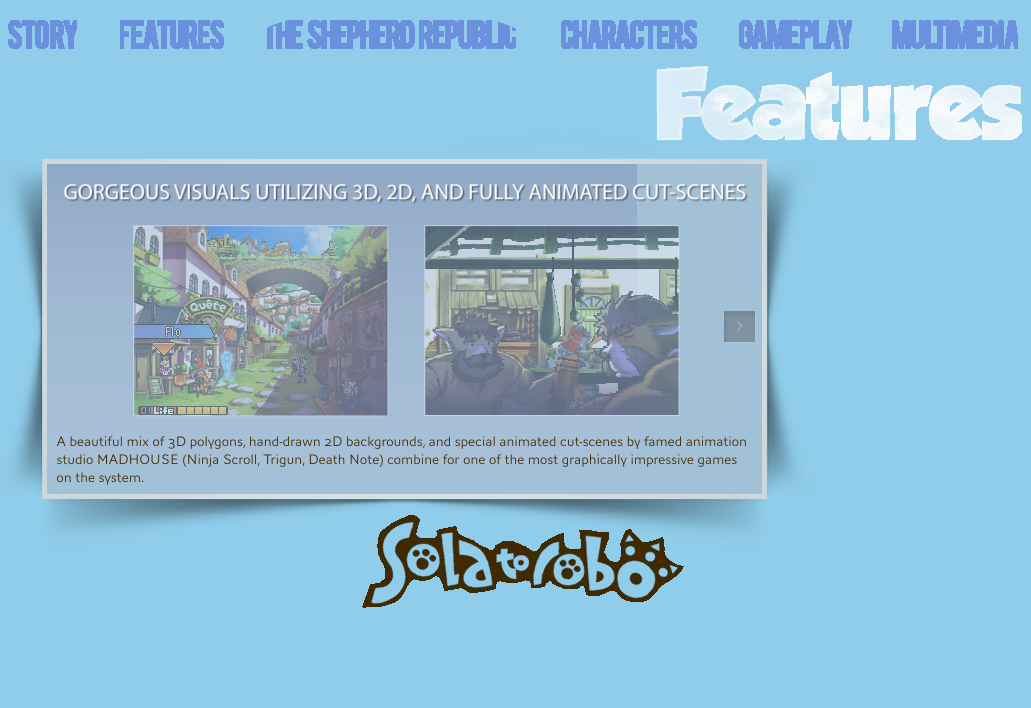 STORY FEATURES THE SHEPHERD REPUBLIC CHARACTERS GAMEPLAY MULTIMEDIA
Features
GORGEOUS VISUALS UTILIZING 3D, 2D, AND FULLY ANIMATED CUT-SCENES
Quête
Flo
Life
A beautiful mix of 3D polygons, hand-drawn 2D backgrounds, and special animated cut-scenes by famed animation
studio MADHOUSE (Ninja Scroll, Trigun, Death Note) combine for one of the most graphically impressive games
on the system.
Solatorobo